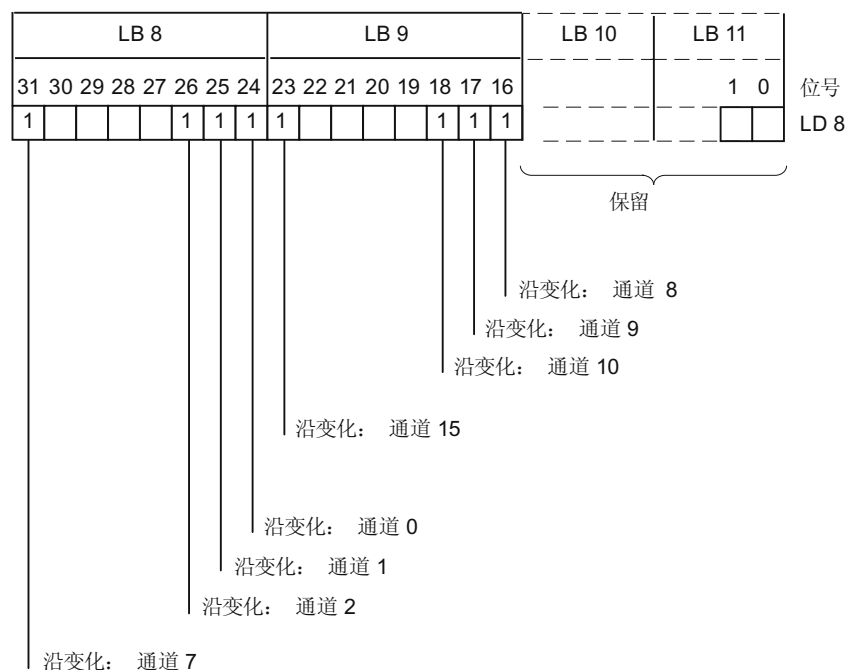 LB 8 LB 9 LB 10 LB 11
31 30 29 28 27 26 25 24 23 22 21 20 19 18 17 16 1 0 位号
1 1 1 1 1 1 1 1 LD 8
保留
沿变化： 通道 8
沿变化： 通道 9
沿变化： 通道 10
沿变化： 通道 15
沿变化： 通道 0
沿变化： 通道 1
沿变化： 通道 2
沿变化： 通道 7